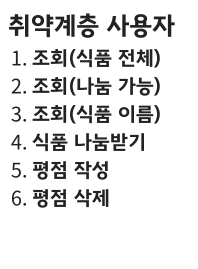 취약계층 사용자
1. 조회(식품 전체)
2. 조회(나눔 가능)
3. 조회(식품 이름)
4. 식품 나눔받기
5. 평점 작성
6. 평점 삭제